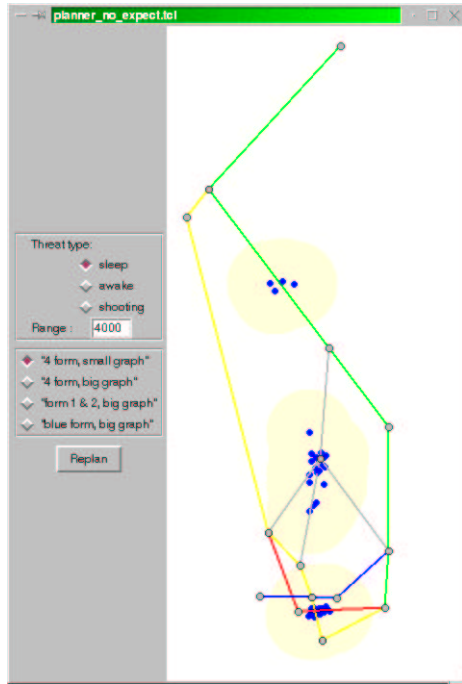 planner_no_expect.tcl
Threat type:
sleep
awake
shooting
Range : 4000
"4 form, small graph"
"4 form, big graph"
"form 1 & 2, big graph"
"blue form, big graph"
Replan